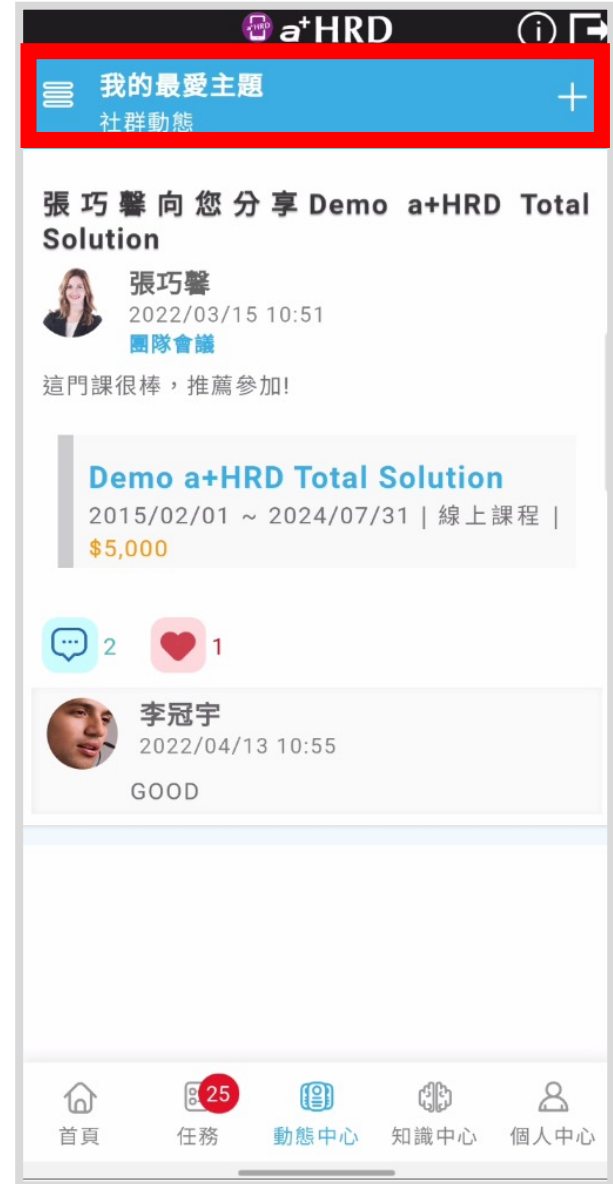 a+HRD
我的最愛主題
社群動態
張巧馨向您分享Demo a+HRD Total
Solution
張巧馨
2022/03/15 10:51
團隊會議
這門課很棒，推薦參加!
Demo a+HRD Total Solution
2015/02/01 ~ 2024/07/31 | 線上課程 |
$5,000
2 1
李冠宇
2022/04/13 10:55
GOOD
25
首頁 任務 動態中心 知識中心 個人中心